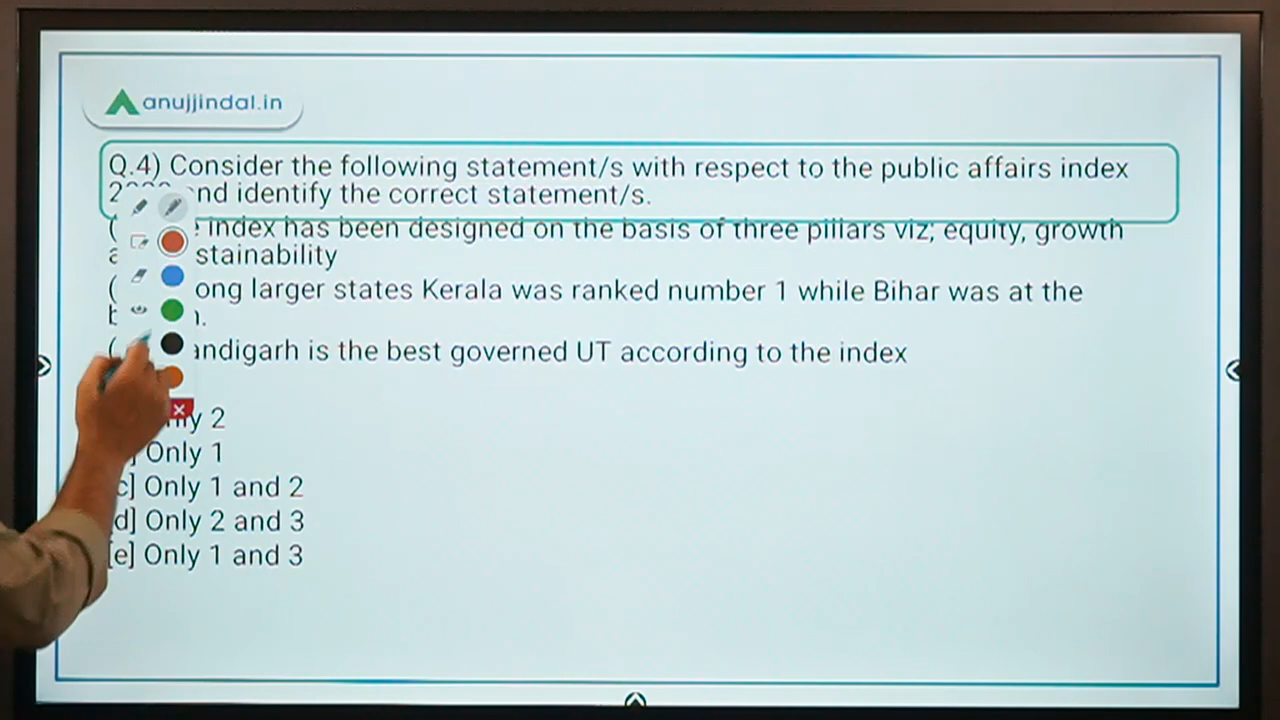 anujjindal.in
Q.4) Consider the following statement/s with respect to the public affairs index
nd identify the correct statement/s.
index has been designed on the basis of three pillars viz; equity, growth
stainability
ong larger states Kerala was ranked number 1 while Bihar was at the
andigarh is the best governed UT according to the index
2
Only 1
c] Only 1 and 2
d] Only 2 and 3
[e] Only 1 and 3